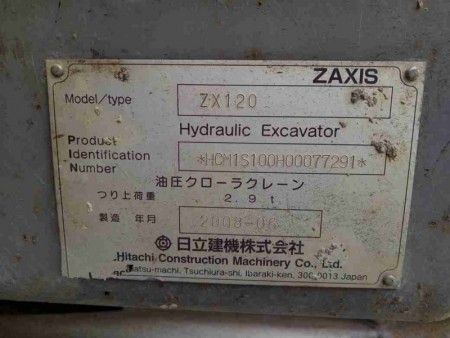 ZAXIS
Model/type ZX120
Hydraulic Excavator
Product
Identification *HCM1S100H00077291*
Number
油圧クローラクレーン
つり上荷重 2.9 t
製造 年月 2008-06
日立建機株式会社
Hitachi Construction Machinery Co., Ltd.
Tsuchiura-shi, Ibaraki-ken, Japan